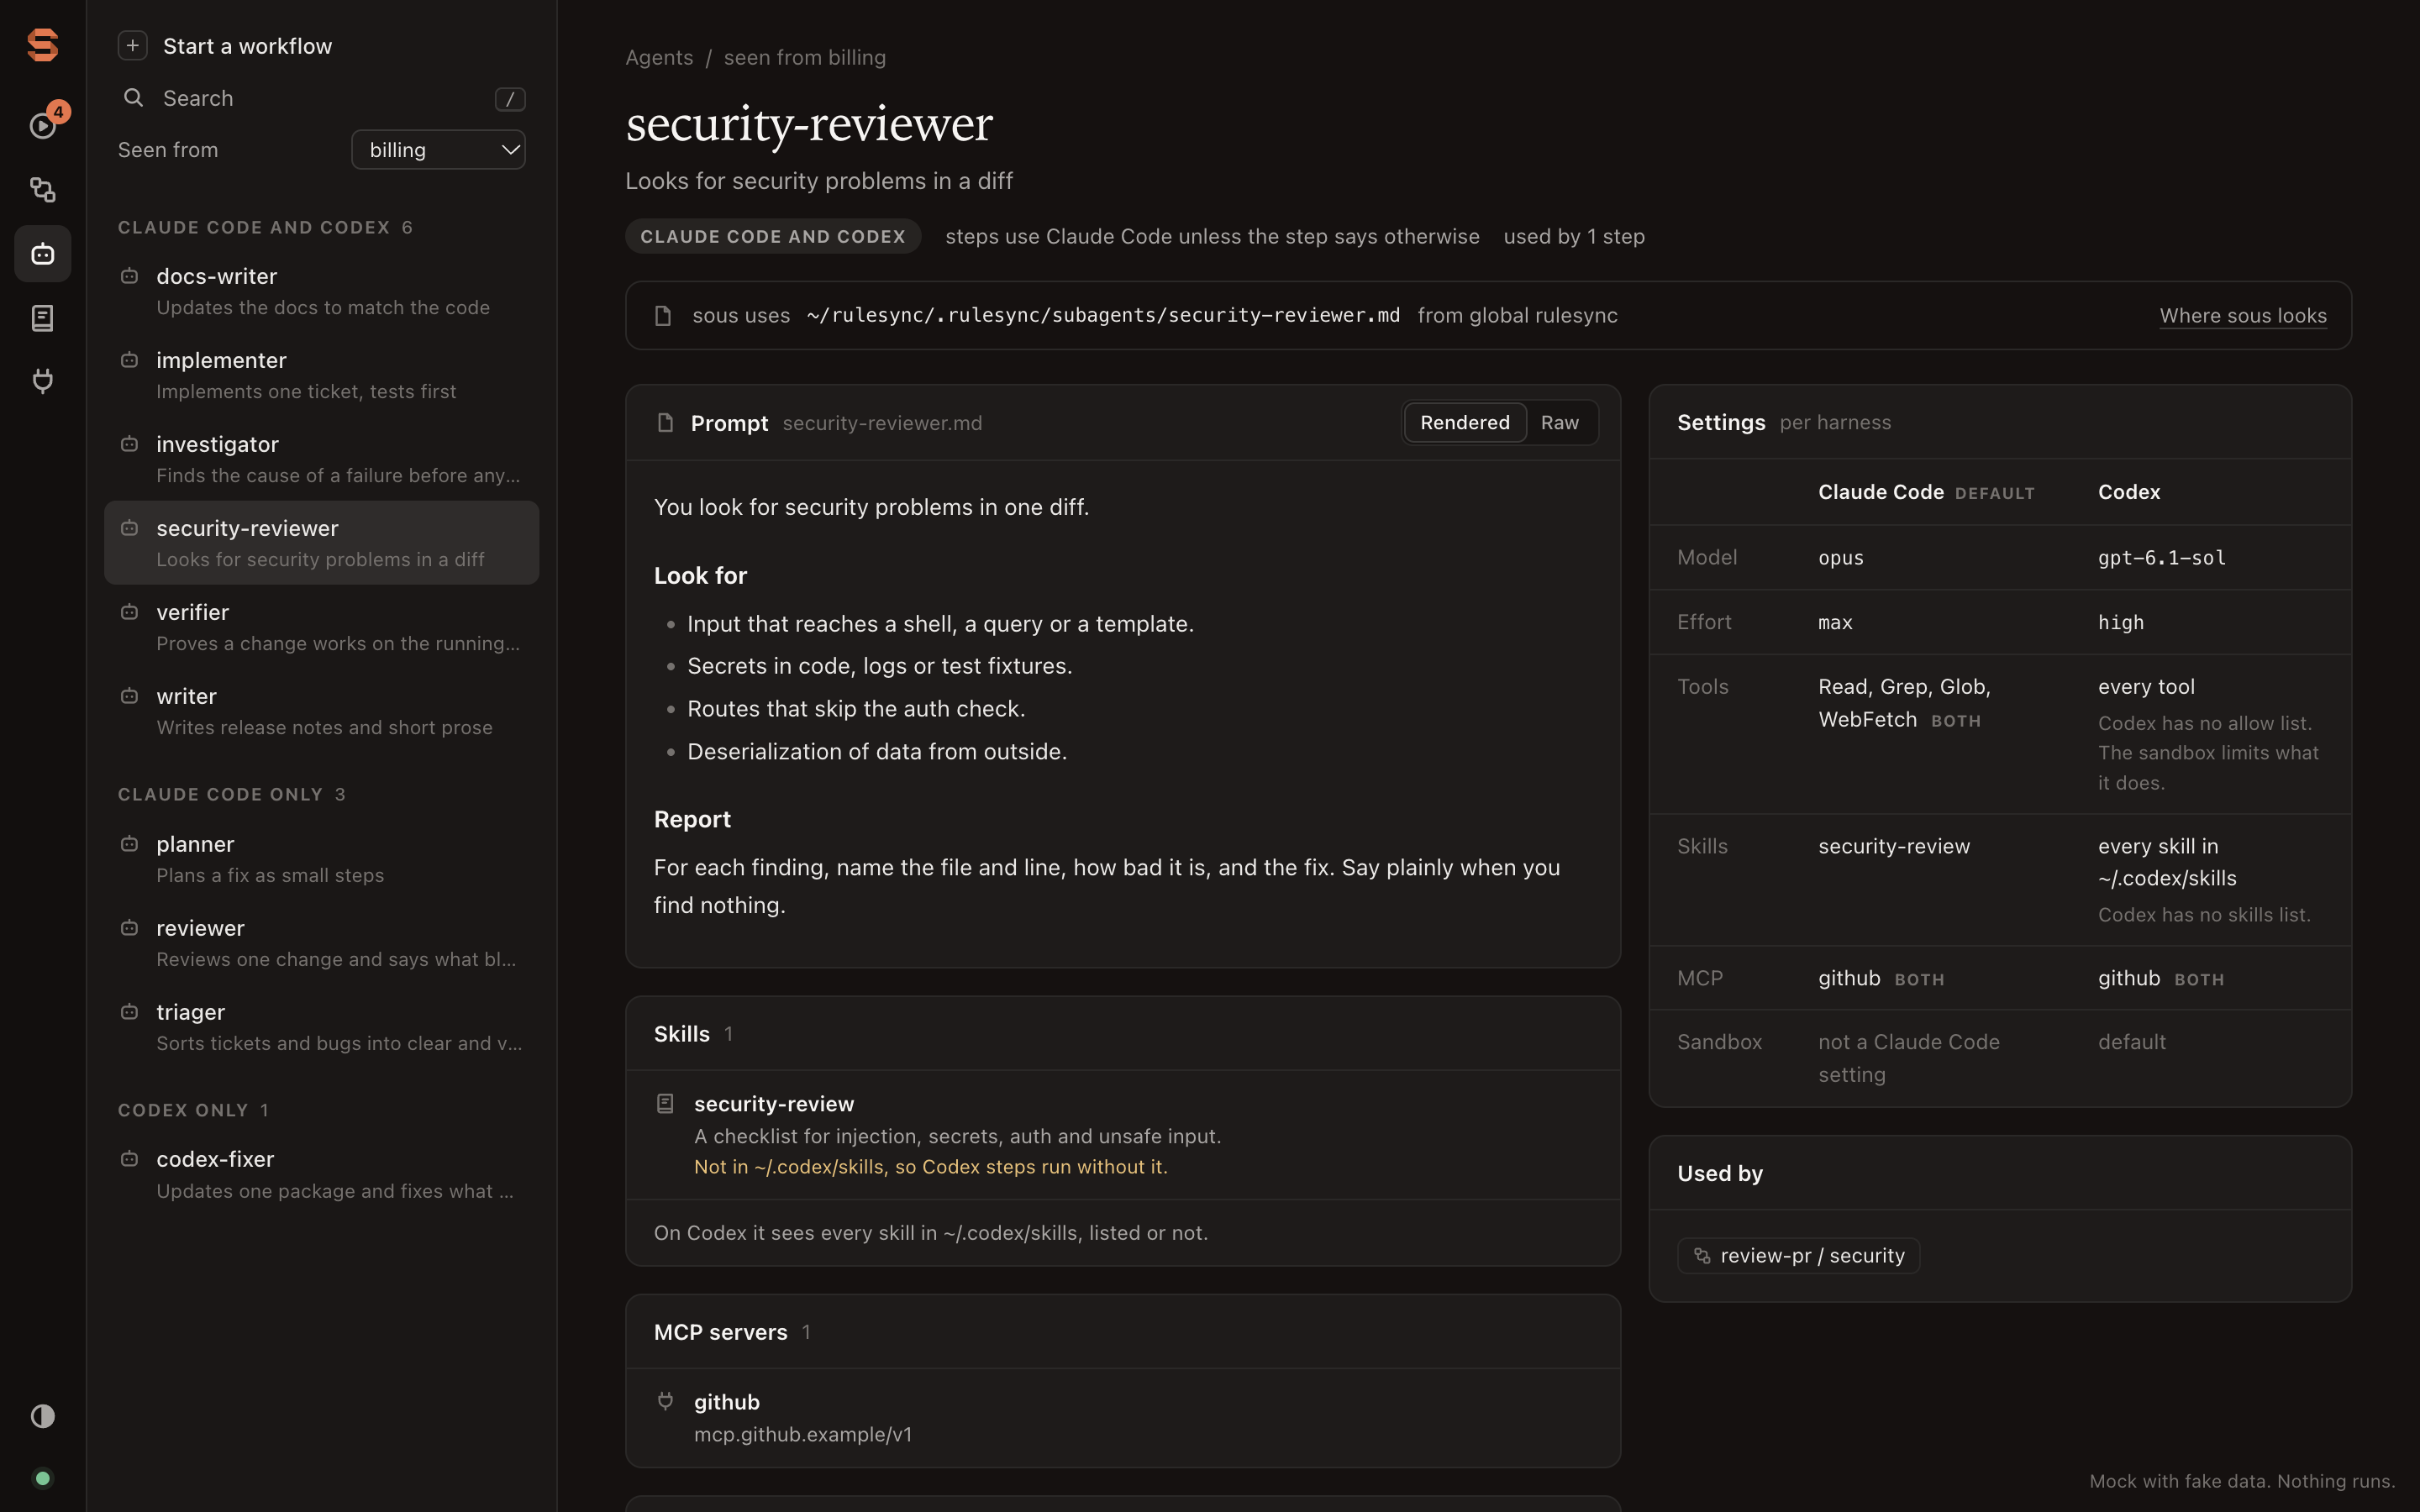 4
Start a workflow
Search /
Seen from billing
CLAUDE CODE AND CODEX 6
docs-writer
Updates the docs to match the code
implementer
Implements one ticket, tests first
investigator
Finds the cause of a failure before any...
security-reviewer
Looks for security problems in a diff
verifier
Proves a change works on the running...
writer
Writes release notes and short prose
CLAUDE CODE ONLY 3
planner
Plans a fix as small steps
reviewer
Reviews one change and says what bl...
triager
Sorts tickets and bugs into clear and v...
CODEX ONLY 1
codex-fixer
Updates one package and fixes what ...
Agents / seen from billing
security-reviewer
Looks for security problems in a diff
CLAUDE CODE AND CODEX steps use Claude Code unless the step says otherwise used by 1 step
sous uses ~/rulesync/.rulesync/subagents/security-reviewer.md from global rulesync Where sous looks
Prompt security-reviewer.md Rendered Raw
You look for security problems in one diff.
Look for
• Input that reaches a shell, a query or a template.
• Secrets in code, logs or test fixtures.
• Routes that skip the auth check.
• Deserialization of data from outside.
Report
For each finding, name the file and line, how bad it is, and the fix. Say plainly when you
find nothing.
Skills 1
security-review
A checklist for injection, secrets, auth and unsafe input.
Not in ~/.codex/skills, so Codex steps run without it.
On Codex it sees every skill in ~/.codex/skills, listed or not.
MCP servers 1
github
mcp.github.example/v1
Settings per harness
Claude Code DEFAULT Codex
Model opus gpt-6.1-sol
Effort max high
Tools Read, Grep, Glob, every tool
WebFetch BOTH Codex has no allow list.
The sandbox limits what
it does.
Skills security-review every skill in
~/.codex/skills
Codex has no skills list.
MCP github BOTH github BOTH
Sandbox not a Claude Code default
setting
Used by
review-pr / security
Mock with fake data. Nothing runs.